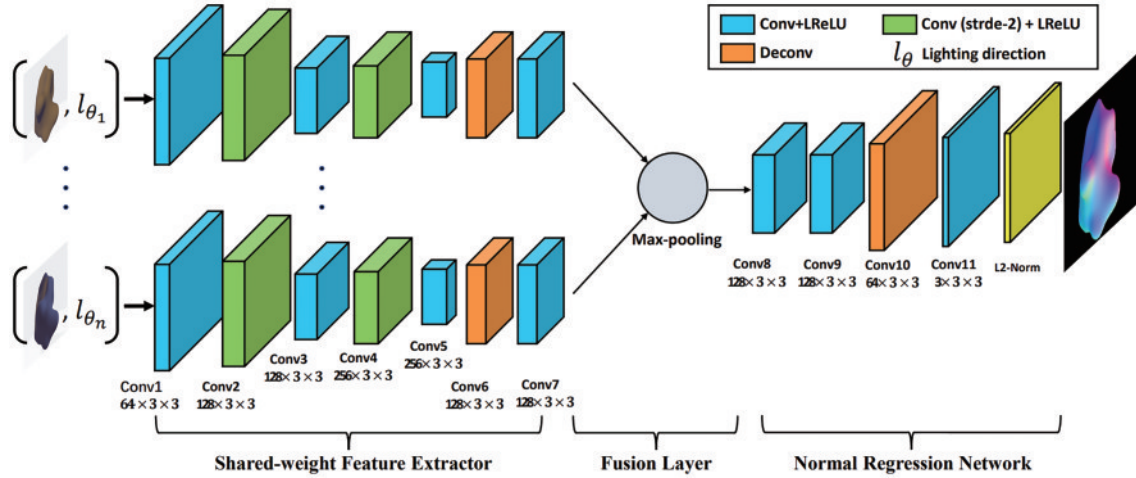 Conv+LReLU
Conv (strde-2) + LReLU
Deconv
l_θ Lighting direction
( , l_θ₁ )
( , l_θₙ )
Max-pooling
Conv1
64×3×3
Conv2
128×3×3
Conv3
128×3×3
Conv4
256×3×3
Conv5
256×3×3
Conv6
128×3×3
Conv7
128×3×3
Conv8
128×3×3
Conv9
128×3×3
Conv10
64×3×3
Conv11
3×3×3
L2-Norm
Shared-weight Feature Extractor
Fusion Layer
Normal Regression Network